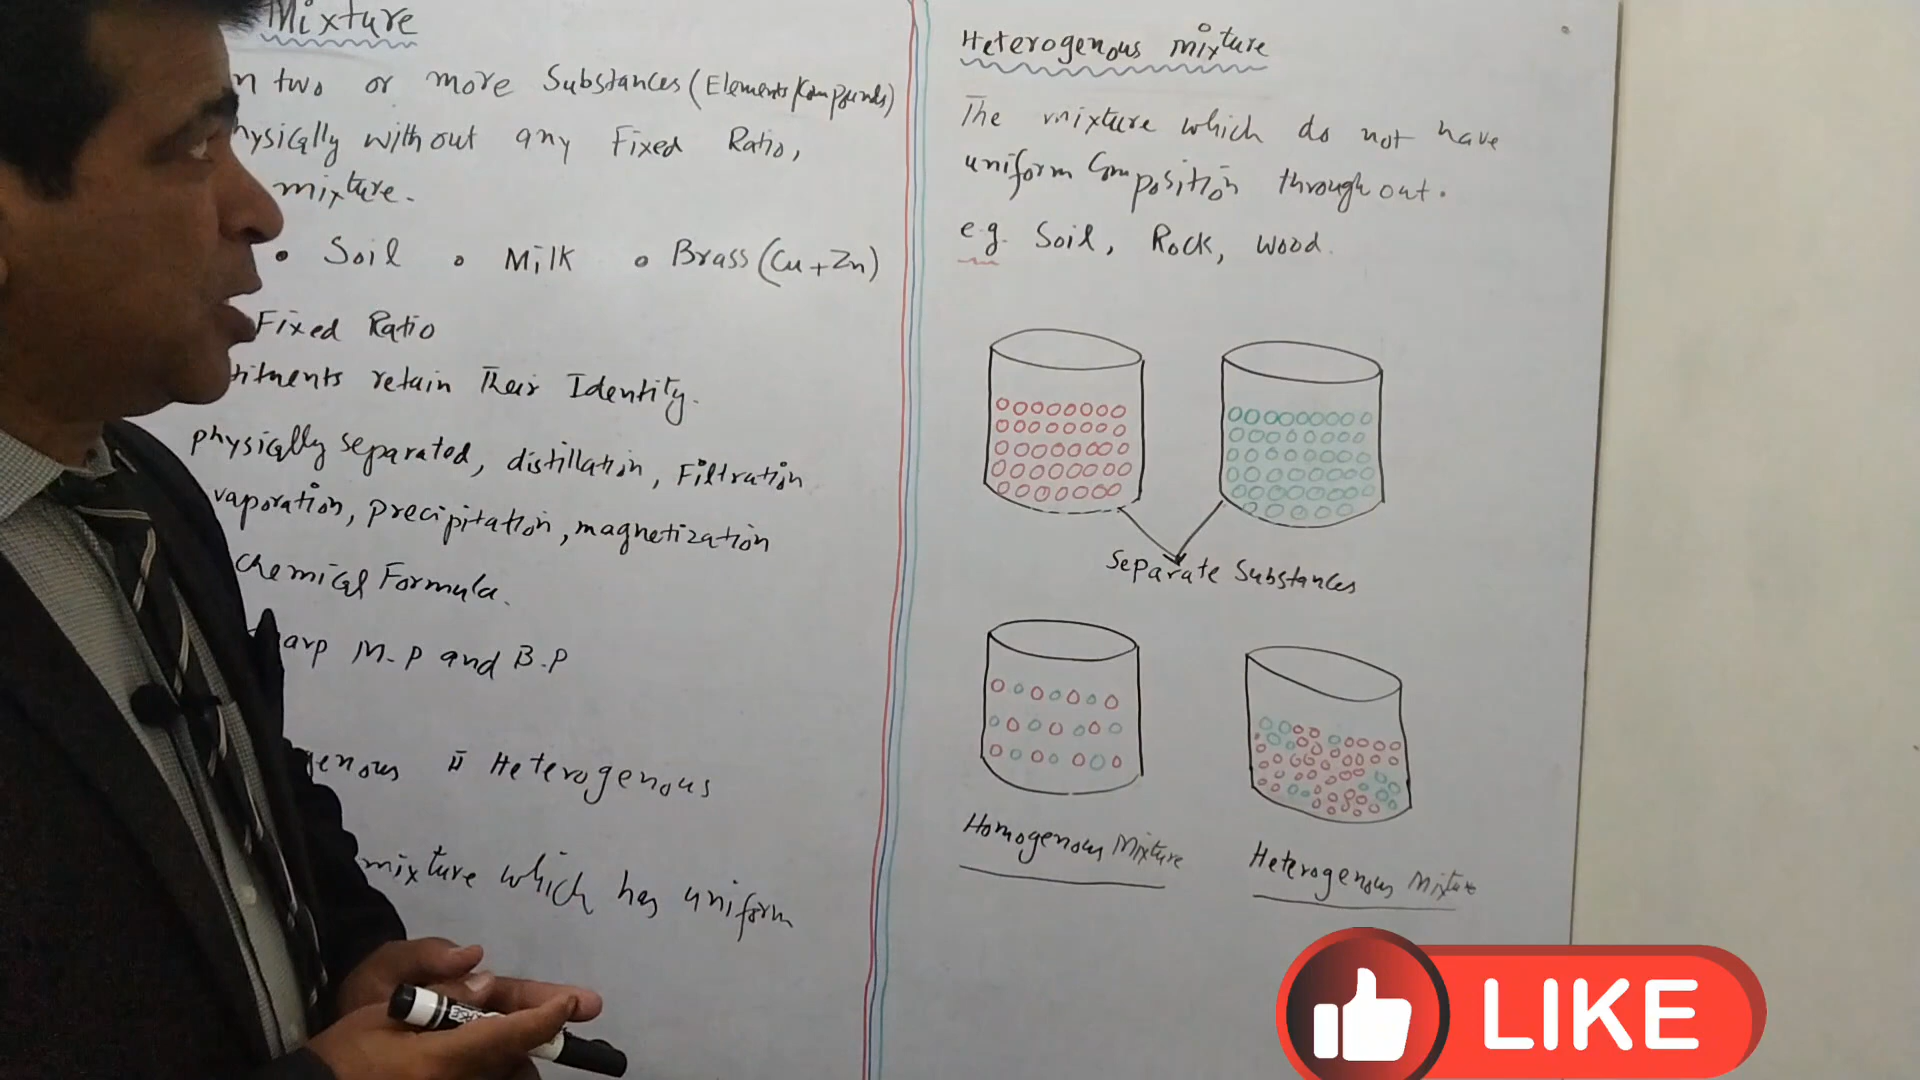 Mixture
n two or more Substances (Elements/Compounds)
hysically without any Fixed Ratio,
mixture.
• Soil • Milk • Brass (Cu+Zn)
Fixed Ratio
tituents retain Their Identity.
physically separated, distillation, Filtration
vaporation, precipitation, magnetization
chemical Formula.
arp M-P and B.P
genous ii Heterogenous
mixture which has uniform
Heterogenous mixture
The mixture which do not have
uniform Composition throughout.
e.g. Soil, Rock, wood.
Separate Substances
Homogenous Mixture
Heterogenous Mixture
LIKE